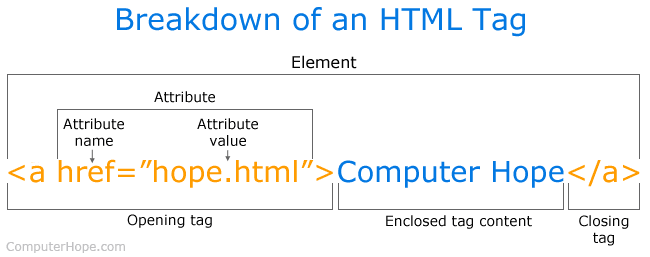 Breakdown of an HTML Tag
Element
Attribute
Attribute name
Attribute value
<a href=”hope.html”>Computer Hope</a>
Opening tag
Enclosed tag content
Closing tag
ComputerHope.com